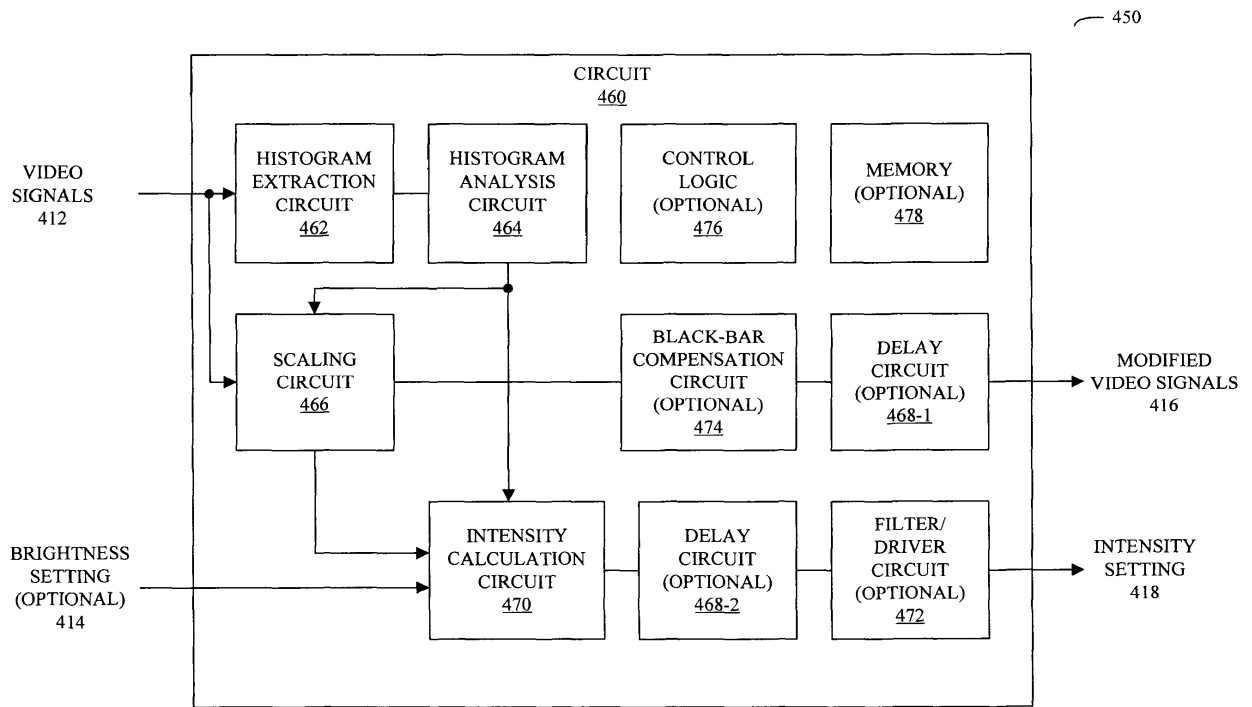 450
CIRCUIT
460
VIDEO
SIGNALS
412
HISTOGRAM
EXTRACTION
CIRCUIT
462
HISTOGRAM
ANALYSIS
CIRCUIT
464
CONTROL
LOGIC
(OPTIONAL)
476
MEMORY
(OPTIONAL)
478
SCALING
CIRCUIT
466
BLACK-BAR
COMPENSATION
CIRCUIT
(OPTIONAL)
474
DELAY
CIRCUIT
(OPTIONAL)
468-1
MODIFIED
VIDEO SIGNALS
416
BRIGHTNESS
SETTING
(OPTIONAL)
414
INTENSITY
CALCULATION
CIRCUIT
470
DELAY
CIRCUIT
(OPTIONAL)
468-2
FILTER/
DRIVER
CIRCUIT
(OPTIONAL)
472
INTENSITY
SETTING
418